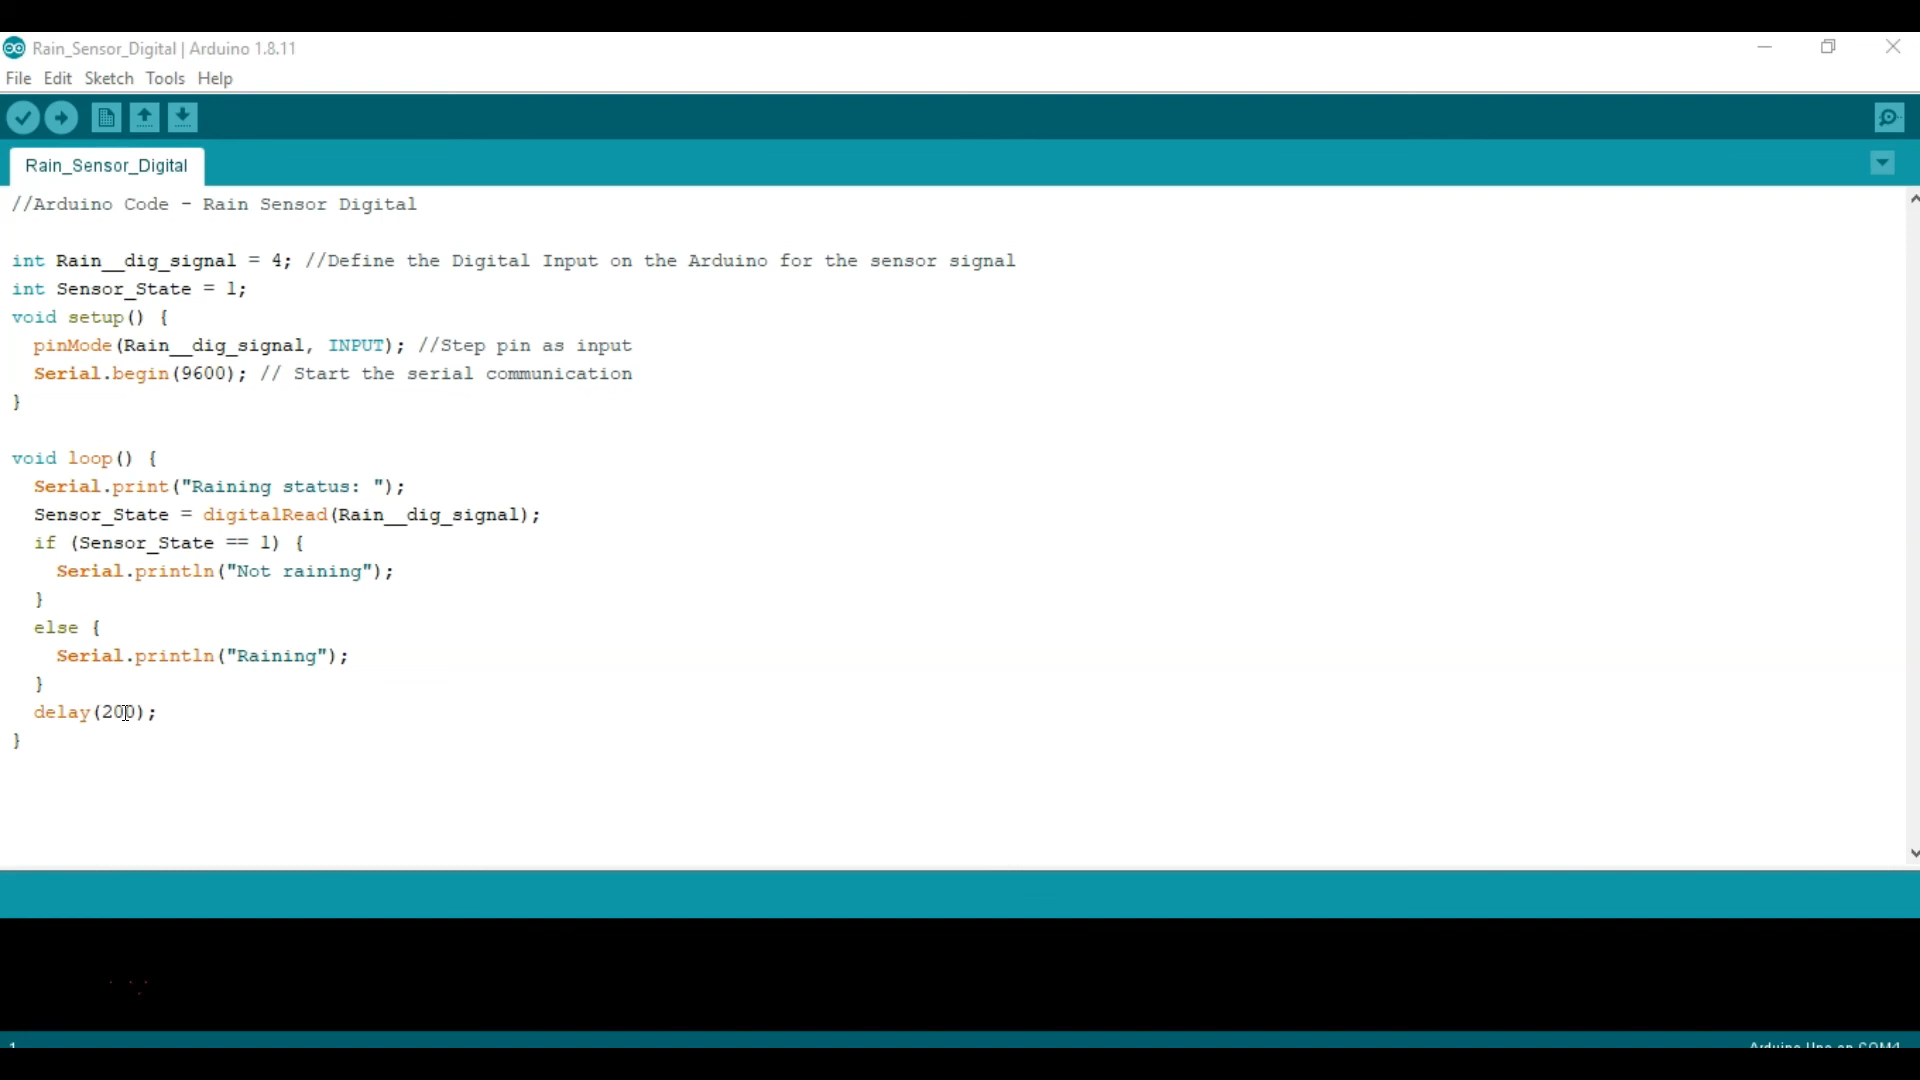 Rain_Sensor_Digital | Arduino 1.8.11
File Edit Sketch Tools Help
Rain_Sensor_Digital
//Arduino Code - Rain Sensor Digital
int Rain__dig_signal = 4; //Define the Digital Input on the Arduino for the sensor signal
int Sensor_State = 1;
void setup() {
pinMode(Rain__dig_signal, INPUT); //Step pin as input
Serial.begin(9600); // Start the serial communication
}
void loop() {
Serial.print("Raining status: ");
Sensor_State = digitalRead(Rain__dig_signal);
if (Sensor_State == 1) {
Serial.println("Not raining");
}
else {
Serial.println("Raining");
}
delay(200);
}
1
Arduino Uno on COM4